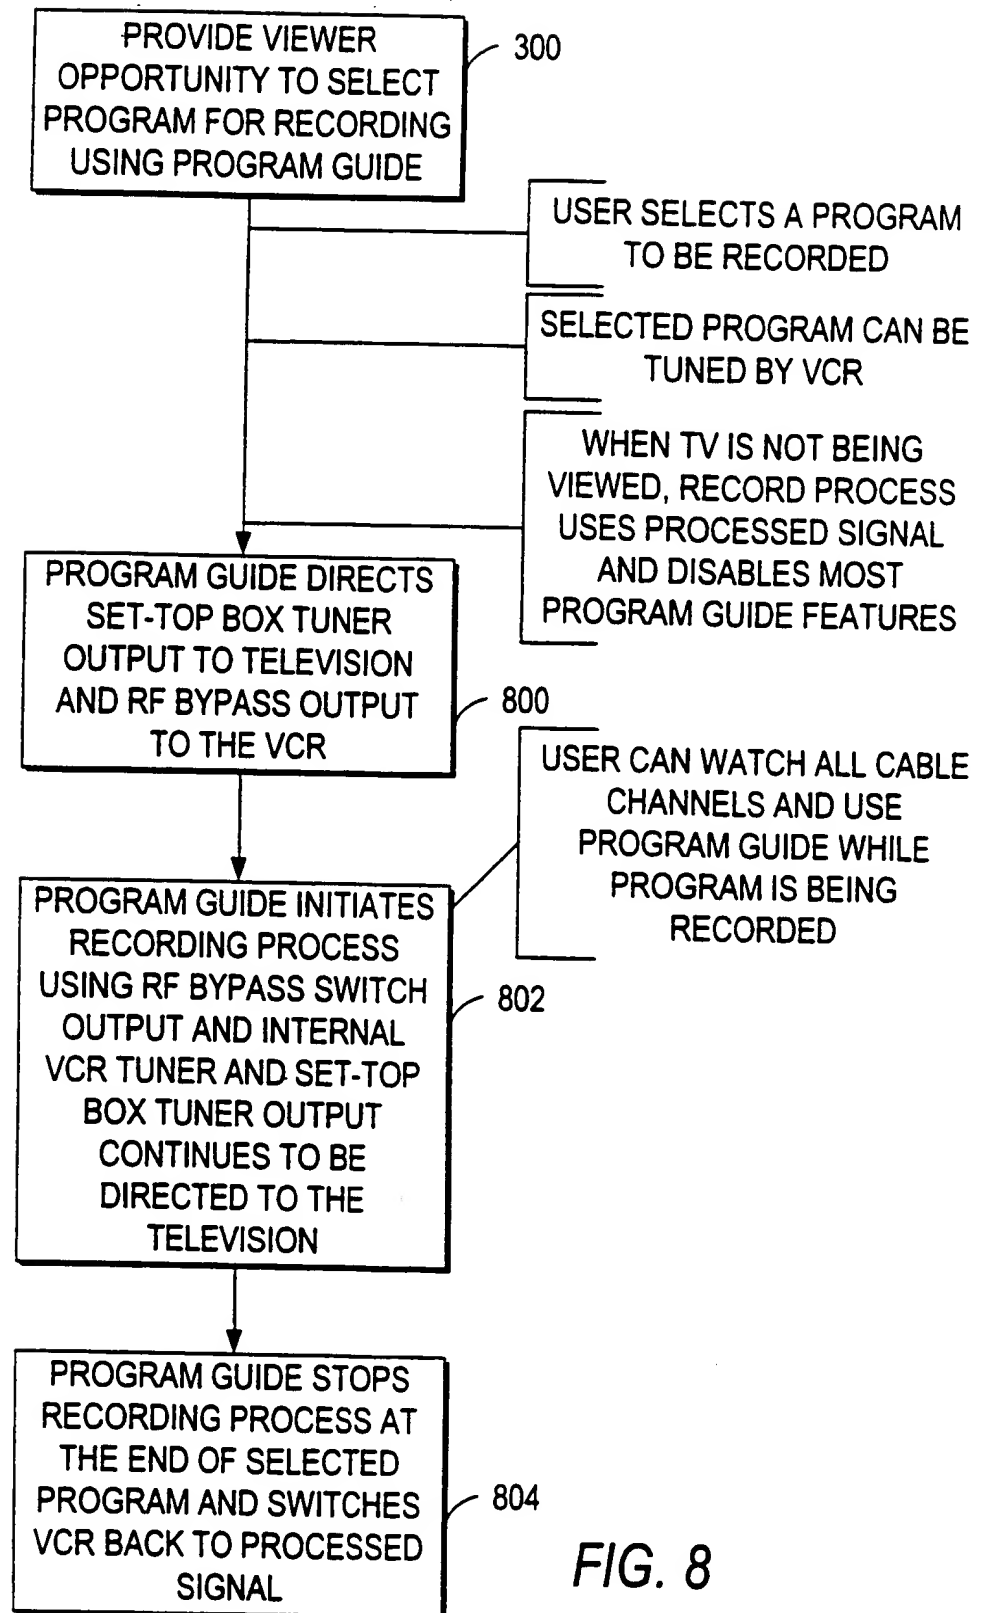 PROVIDE VIEWER
OPPORTUNITY TO SELECT
PROGRAM FOR RECORDING
USING PROGRAM GUIDE
300
USER SELECTS A PROGRAM
TO BE RECORDED
SELECTED PROGRAM CAN BE
TUNED BY VCR
WHEN TV IS NOT BEING
VIEWED, RECORD PROCESS
USES PROCESSED SIGNAL
AND DISABLES MOST
PROGRAM GUIDE FEATURES
PROGRAM GUIDE DIRECTS
SET-TOP BOX TUNER
OUTPUT TO TELEVISION
AND RF BYPASS OUTPUT
TO THE VCR
800
USER CAN WATCH ALL CABLE
CHANNELS AND USE
PROGRAM GUIDE WHILE
PROGRAM IS BEING
RECORDED
PROGRAM GUIDE INITIATES
RECORDING PROCESS
USING RF BYPASS SWITCH
OUTPUT AND INTERNAL
VCR TUNER AND SET-TOP
BOX TUNER OUTPUT
CONTINUES TO BE
DIRECTED TO THE
TELEVISION
802
PROGRAM GUIDE STOPS
RECORDING PROCESS AT
THE END OF SELECTED
PROGRAM AND SWITCHES
VCR BACK TO PROCESSED
SIGNAL
804
FIG. 8